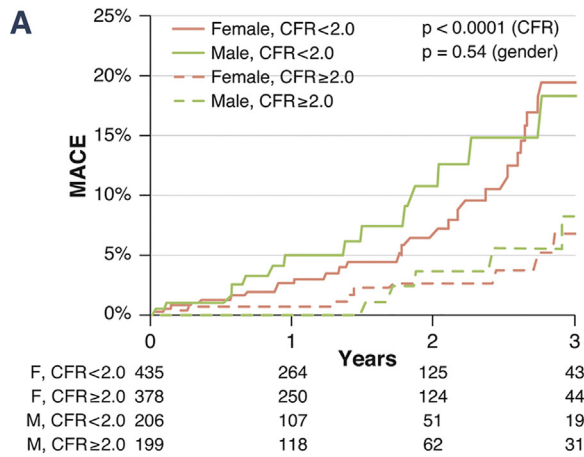 A
25%
20%
15%
10%
5%
0%
MACE
Female, CFR<2.0
Male, CFR<2.0
Female, CFR≥2.0
Male, CFR≥2.0
p < 0.0001 (CFR)
p = 0.54 (gender)
0 1 2 3
Years
F, CFR<2.0 435 264 125 43
F, CFR≥2.0 378 250 124 44
M, CFR<2.0 206 107 51 19
M, CFR≥2.0 199 118 62 31